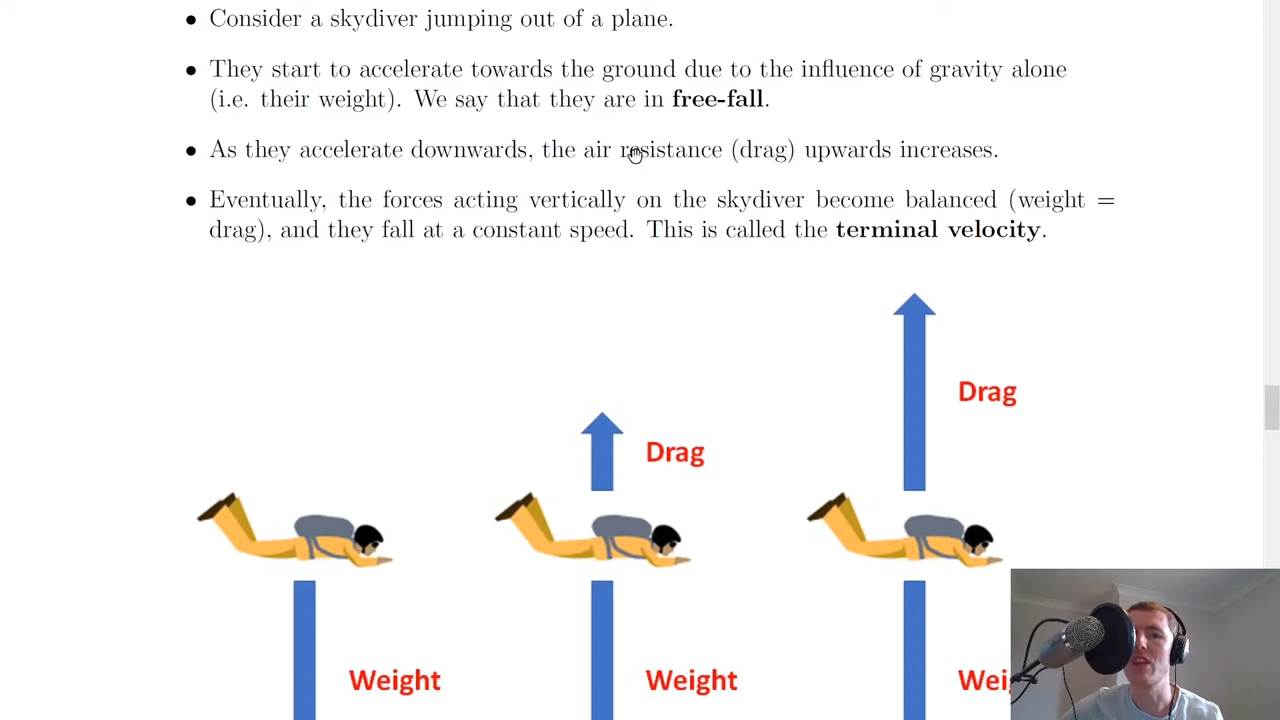 • Consider a skydiver jumping out of a plane.
• They start to accelerate towards the ground due to the influence of gravity alone
(i.e. their weight). We say that they are in free-fall.
• As they accelerate downwards, the air resistance (drag) upwards increases.
• Eventually, the forces acting vertically on the skydiver become balanced (weight =
drag), and they fall at a constant speed. This is called the terminal velocity.
Drag
Drag
Weight
Weight